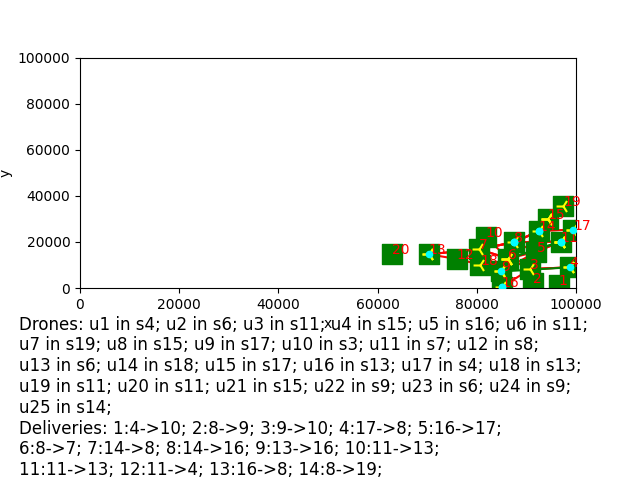 100000
80000
60000
40000
20000
0
y
0 20000 40000 60000 80000 100000
x
20
10
19
17
Drones: u1 in s4; u2 in s6; u3 in s11; u4 in s15; u5 in s16; u6 in s11;
u7 in s19; u8 in s15; u9 in s17; u10 in s3; u11 in s7; u12 in s8;
u13 in s6; u14 in s18; u15 in s17; u16 in s13; u17 in s4; u18 in s13;
u19 in s11; u20 in s11; u21 in s15; u22 in s9; u23 in s6; u24 in s9;
u25 in s14;
Deliveries: 1:4->10; 2:8->9; 3:9->10; 4:17->8; 5:16->17;
6:8->7; 7:14->8; 8:14->16; 9:13->16; 10:11->13;
11:11->13; 12:11->4; 13:16->8; 14:8->19;